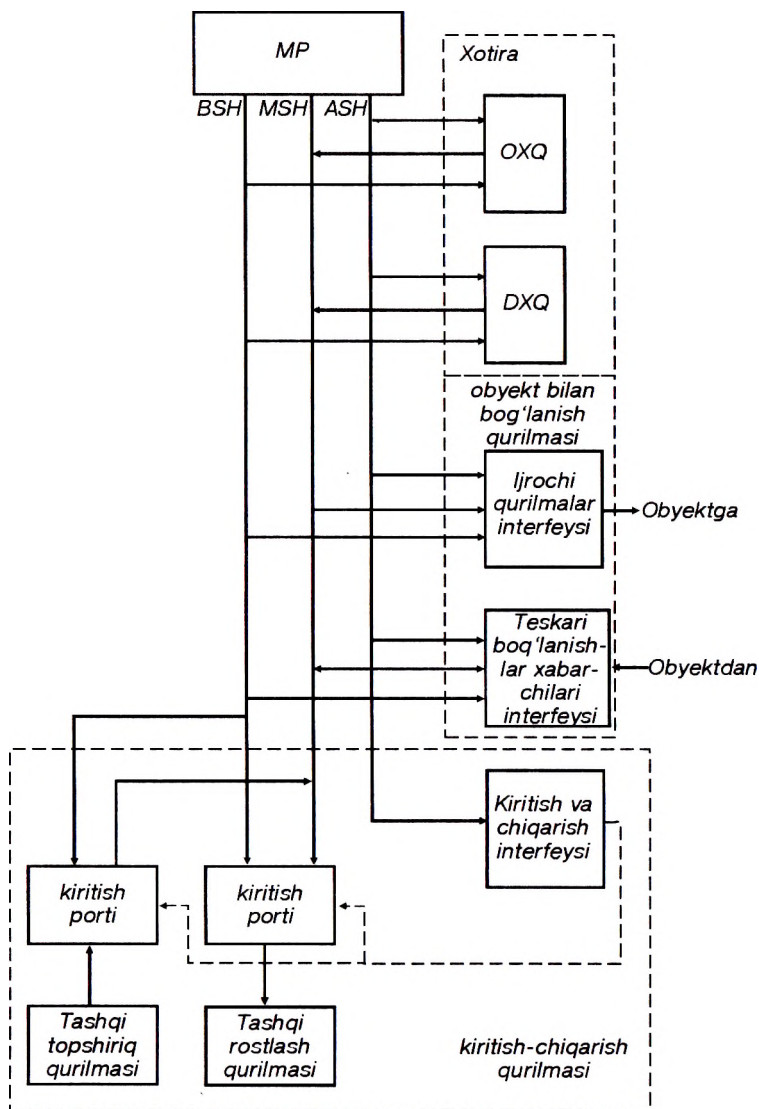 MP
BSH MSH ASH
Xotira
OXQ
DXQ
obyekt bilan
bog‘lanish
qurilmasi
Ijrochi
qurilmalar
interfeysi
Obyektga
Teskari
boq‘lanish-
lar xabar-
chilari
interfeysi
Obyektdan
Kiritish va
chiqarish
interfeysi
kiritish
porti
kiritish
porti
Tashqi
topshiriq
qurilmasi
Tashqi
rostlash
qurilmasi
kiritish-chiqarish
qurilmasi